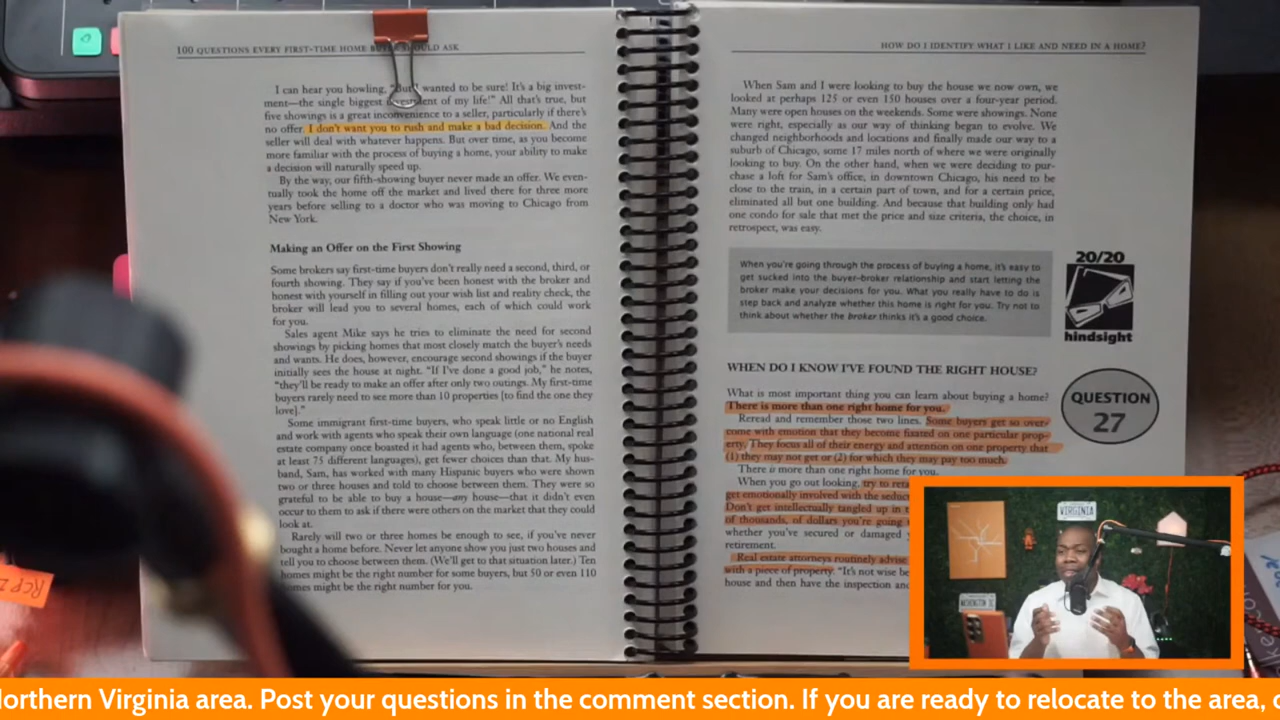 100 QUESTIONS EVERY FIRST-TIME HOME BUYER SHOULD ASK
I can hear you howling, "But I wanted to be sure! It's a big invest-
ment—the single biggest investment of my life!" All that's true, but
five showings is a great inconvenience to a seller, particularly if there's
no offer. I don't want you to rush and make a bad decision. And the
seller will deal with whatever happens. But over time, as you become
more familiar with the process of buying a home, your ability to make
a decision will naturally speed up.
By the way, our fifth-showing buyer never made an offer. We even-
tually took the home off the market and lived there for three more
years before selling to a doctor who was moving to Chicago from
New York.
Making an Offer on the First Showing
Some brokers say first-time buyers don't really need a second, third, or
fourth showing. They say if you've been honest with the broker and
honest with yourself in filling out your wish list and reality check, the
broker will lead you to several homes, each of which could work
for you.
Sales agent Mike says he tries to eliminate the need for second
showings by picking homes that most closely match the buyer's needs
and wants. He does, however, encourage second showings if the buyer
initially sees the house at night. "If I've done a good job," he notes,
"they'll be ready to make an offer after only two outings. My first-time
buyers rarely need to see more than 10 properties [to find the one they
love]."
Some immigrant first-time buyers, who speak little or no English
and work with agents who speak their own language (one national real
estate company once boasted it had agents who, between them, spoke
at least 75 different languages), get fewer choices than that. My hus-
band, Sam, has worked with many Hispanic buyers who were shown
two or three houses and told to choose between them. They were so
grateful to be able to buy a house—any house—that it didn't even
occur to them to ask if there were others on the market that they could
look at.
Rarely will two or three homes be enough to see, if you've never
bought a home before. Never let anyone show you just two houses and
tell you to choose between them. (We'll get to that situation later.) Ten
homes might be the right number for some buyers, but 50 or even 110
homes might be the right number for you.
HOW DO I IDENTIFY WHAT I LIKE AND NEED IN A HOME?
When Sam and I were looking to buy the house we now own, we
looked at perhaps 125 or even 150 houses over a four-year period.
Many were open houses on the weekends. Some were showings. None
were right, especially as our way of thinking began to evolve. We
changed neighborhoods and locations and finally made our way to a
suburb of Chicago, some 17 miles north of where we were originally
looking to buy. On the other hand, when we were deciding to pur-
chase a loft for Sam's office, in downtown Chicago, his need to be
close to the train, in a certain part of town, and for a certain price,
eliminated all but one building. And because that building only had
one condo for sale that met the price and size criteria, the choice, in
retrospect, was easy.
When you're going through the process of buying a home, it's easy to
get sucked into the buyer-broker relationship and start letting the
broker make your decisions for you. What you really have to do is
step back and analyze whether this home is right for you. Try not to
think about whether the broker thinks it's a good choice.
20/20
hindsight
WHEN DO I KNOW I'VE FOUND THE RIGHT HOUSE?
QUESTION
27
What is most important thing you can learn about buying a home?
There is more than one right home for you.
Reread and remember those two lines. Some buyers get so over-
come with emotion that they become fixated on one particular prop-
erty. They focus all of their energy and attention on one property that
(1) they may not get or (2) for which they may pay too much.
There is more than one right home for you.
When you go out looking, try to
get emotionally involved with the
Don't get intellectually tangled up in
of thousands, of dollars you're going
whether you've secured or damaged
retirement.
Real estate attorneys routinely advise
with a piece of property. "It's not wise
house and then have the inspection
VIRGINIA
WASHINGTON
RCP
orthern Virginia area. Post your questions in the comment section. If you are ready to relocate to the area,